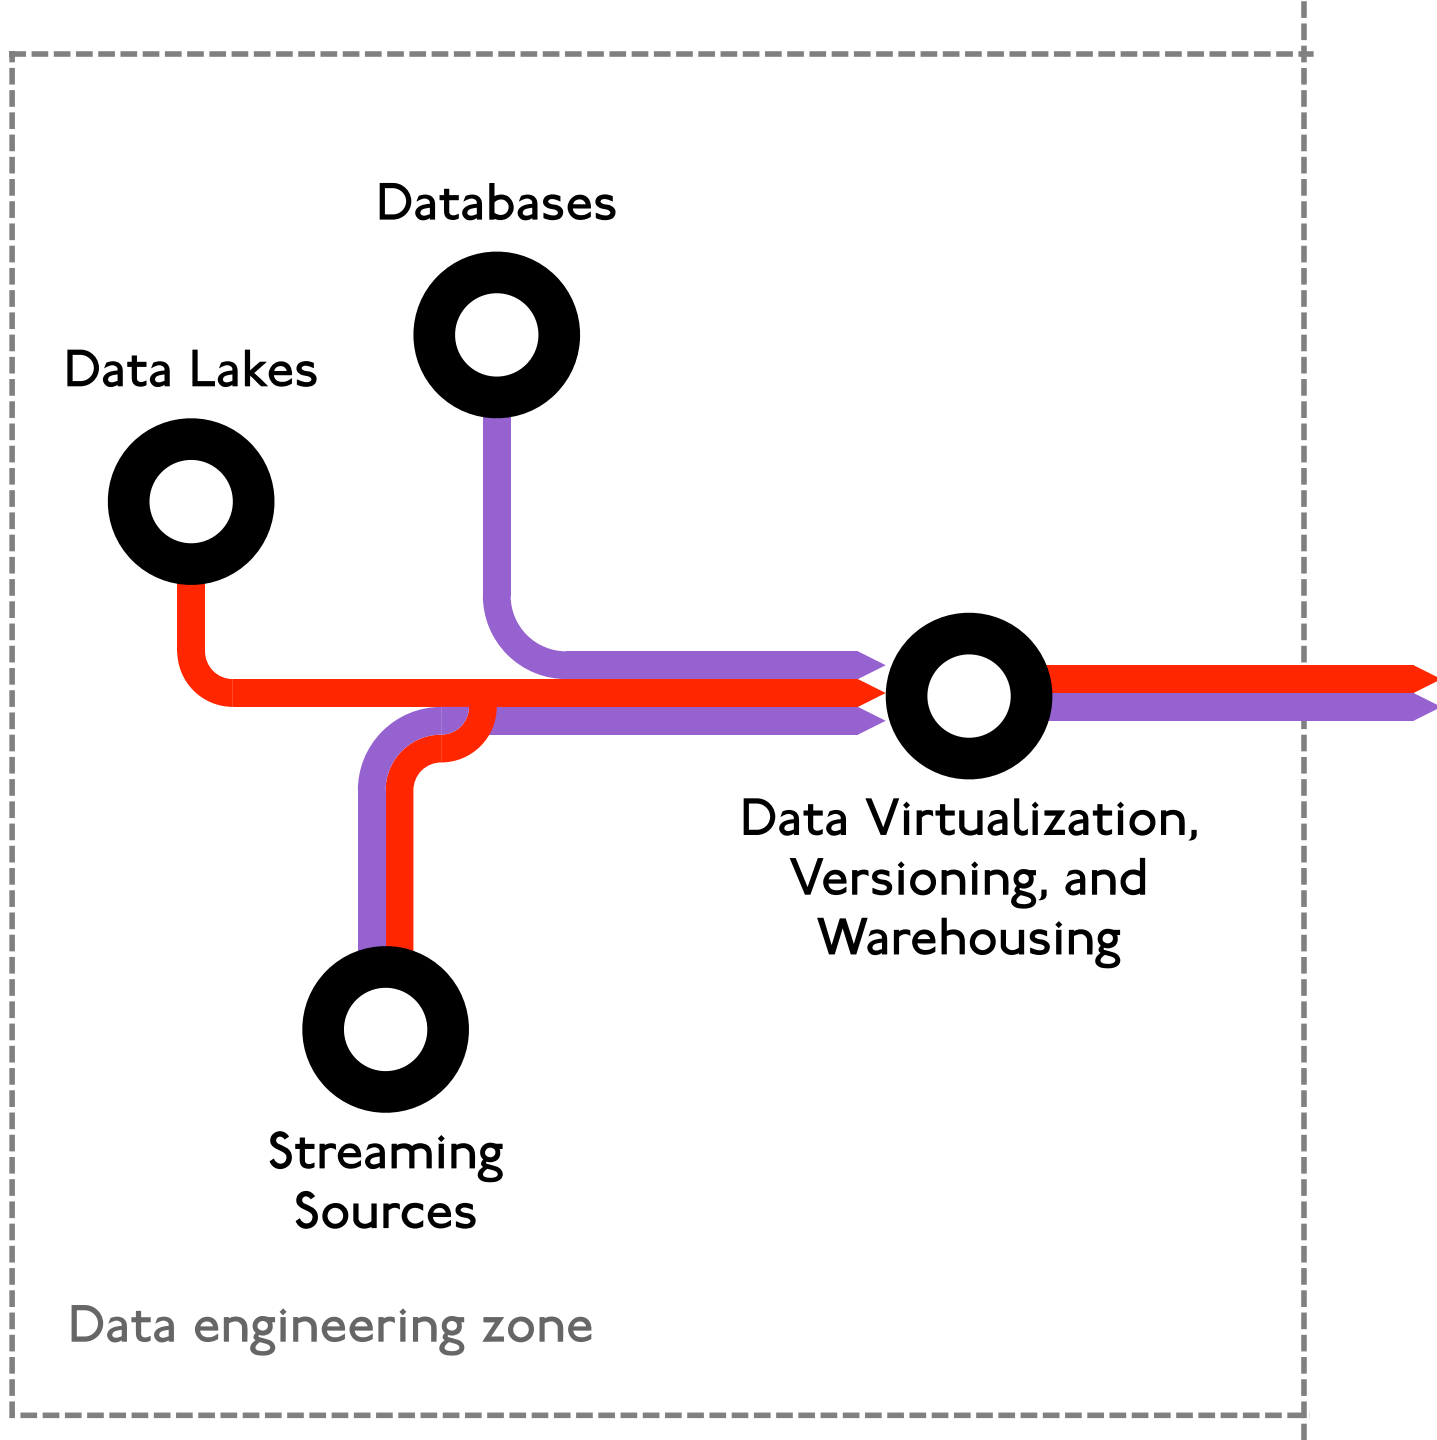 Databases
Data Lakes
Data Virtualization,
Versioning, and
Warehousing
Streaming
Sources
Data engineering zone